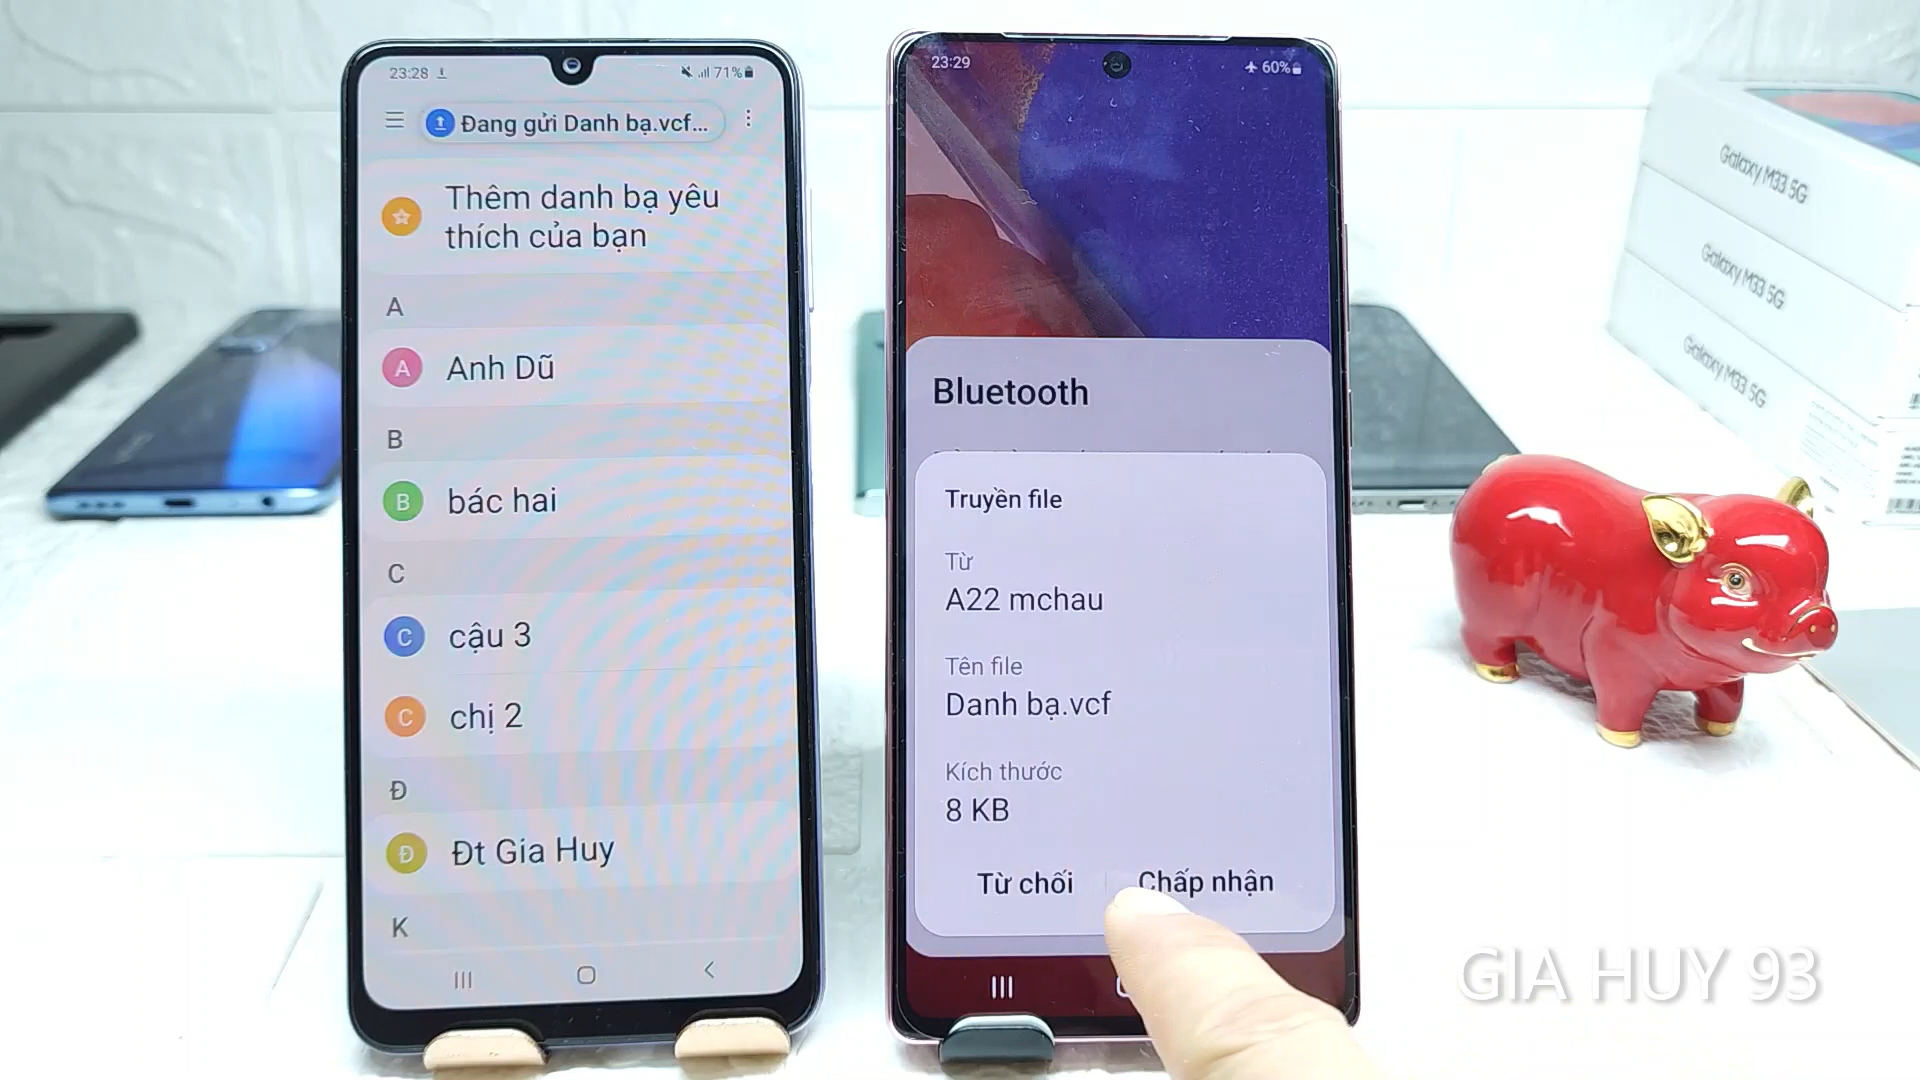 23:28
71%
Đang gửi Danh bạ.vcf...
Thêm danh bạ yêu
thích của bạn
A
A
Anh Dũ
B
B
bác hai
C
C
cậu 3
C
chị 2
Đ
Đ
Đt Gia Huy
K
23:29
60%
Bluetooth
Truyền file
Từ
A22 mchau
Tên file
Danh bạ.vcf
Kích thước
8 KB
Từ chối
Chấp nhận
Galaxy M33 5G
Galaxy M33 5G
Galaxy M33 5G
GIA HUY 93